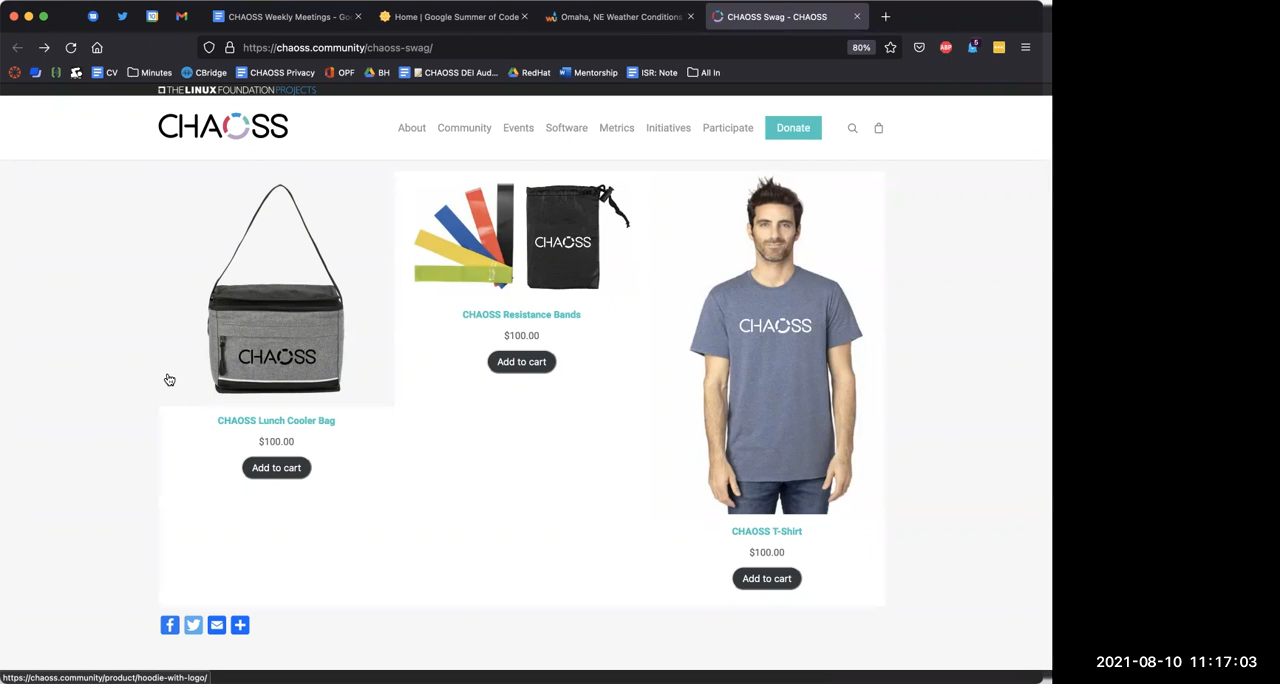 CHAOSS Weekly Meetings - Go
Home | Google Summer of Code
Omaha, NE Weather Conditions
CHAOSS Swag - CHAOSS
https://chaoss.community/chaoss-swag/
80%
5
ABP
CV
Minutes
CBridge
CHAOSS Privacy
OPF
BH
CHAOSS DEI Aud...
RedHat
Mentorship
ISR: Note
All In
THE LINUX FOUNDATION PROJECTS
CHAOSS
About
Community
Events
Software
Metrics
Initiatives
Participate
Donate
CHAOSS
CHAOSS Lunch Cooler Bag
$100.00
Add to cart
CHAOSS
CHAOSS Resistance Bands
$100.00
Add to cart
CHAOSS
CHAOSS T-Shirt
$100.00
Add to cart
https://chaoss.community/product/hoodie-with-logo/
2021-08-10 11:17:03